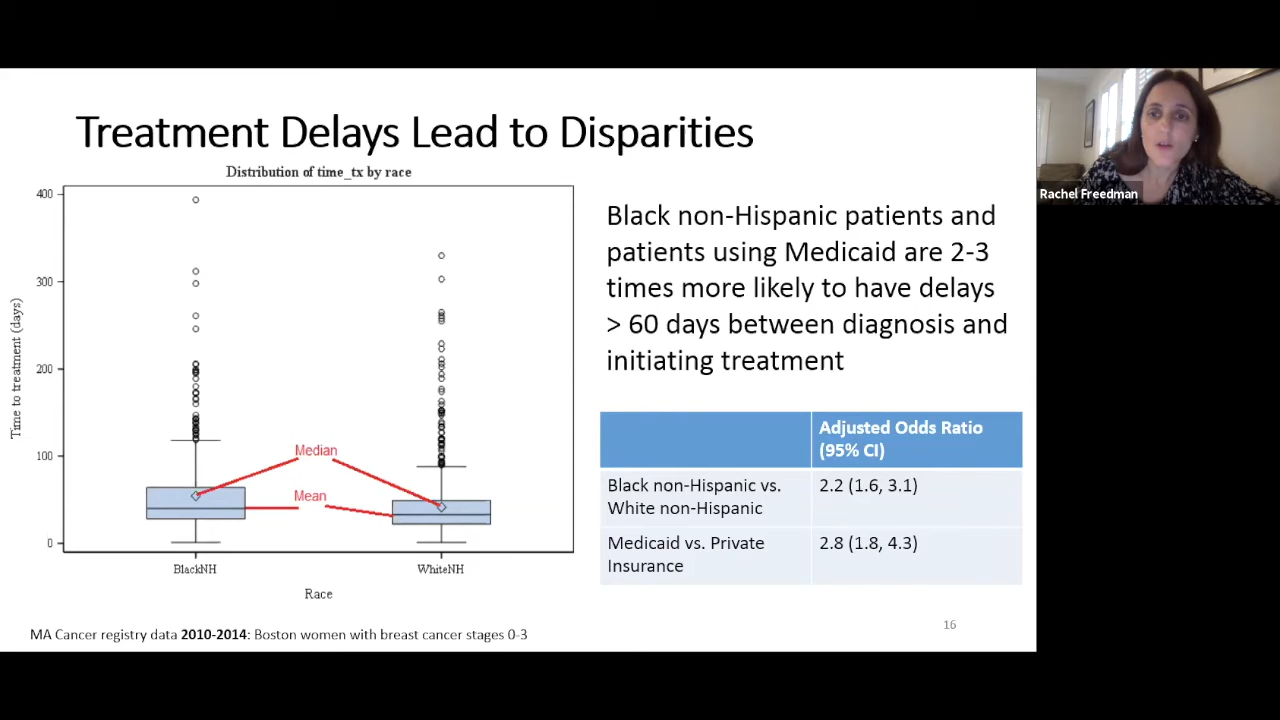 Treatment Delays Lead to Disparities
Distribution of time_tx by race
400
300
200
100
0
Time to treatment (days)
Median
Mean
BlackNH
WhiteNH
Race
Black non-Hispanic patients and
patients using Medicaid are 2-3
times more likely to have delays
> 60 days between diagnosis and
initiating treatment
Adjusted Odds Ratio
(95% CI)
Black non-Hispanic vs.
White non-Hispanic
2.2 (1.6, 3.1)
Medicaid vs. Private
Insurance
2.8 (1.8, 4.3)
MA Cancer registry data 2010-2014: Boston women with breast cancer stages 0-3
16
Rachel Freedman